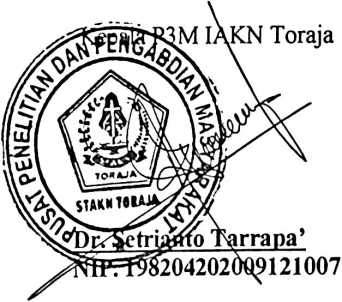 Kepala P3M IAKN Toraja
PUSAT PENELITIAN DAN PENGABDIAN MASYARAKAT
TORAJA
STAKN TORAJA
Dr. Setrianto Tarrapa'
NIP. 198204202009121007